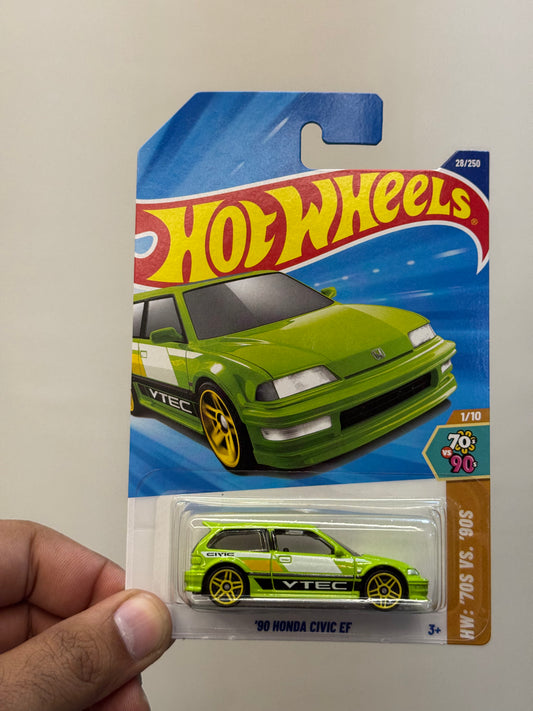 28/250
HOT WHEELS®
VTEC
1/10
70s
VS.
90s
CIVIC
VTEC
'90 HONDA CIVIC EF
3+
HW: '70S VS. '90S